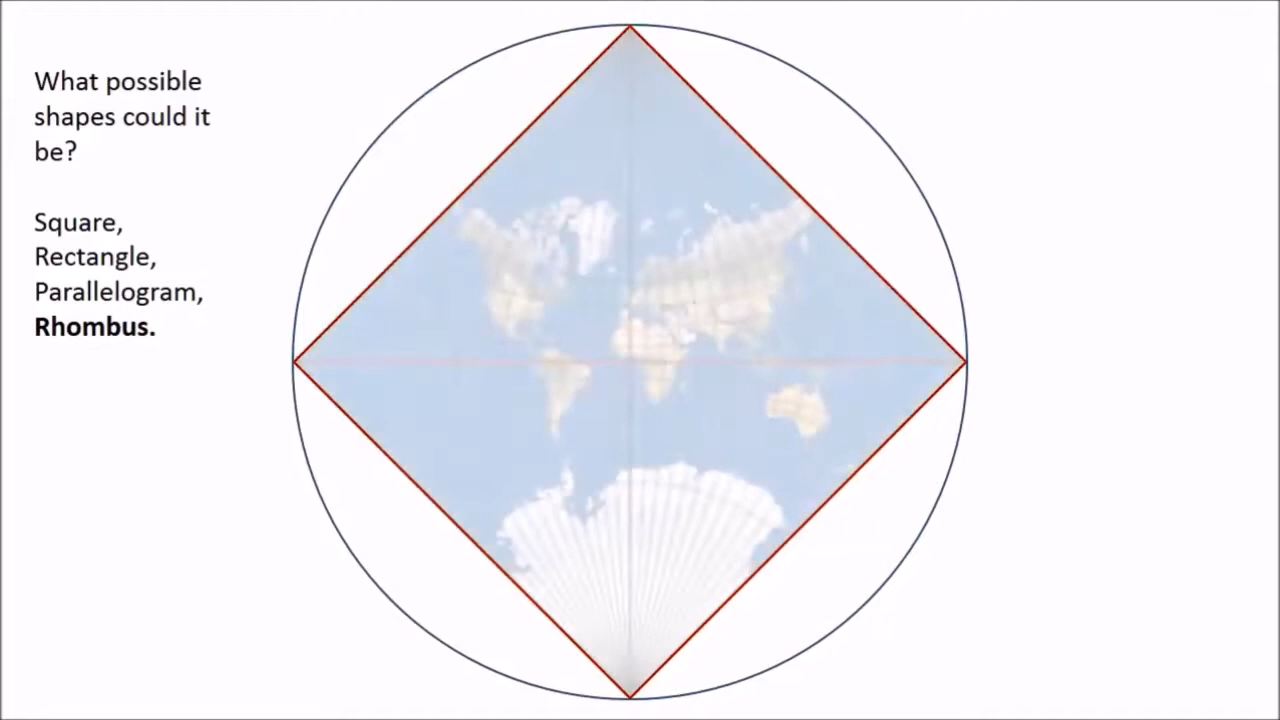 What possible
shapes could it
be?
Square,
Rectangle,
Parallelogram,
Rhombus.